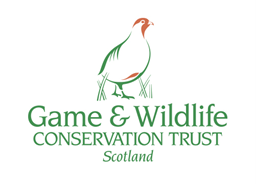 Game & Wildlife
CONSERVATION TRUST
Scotland